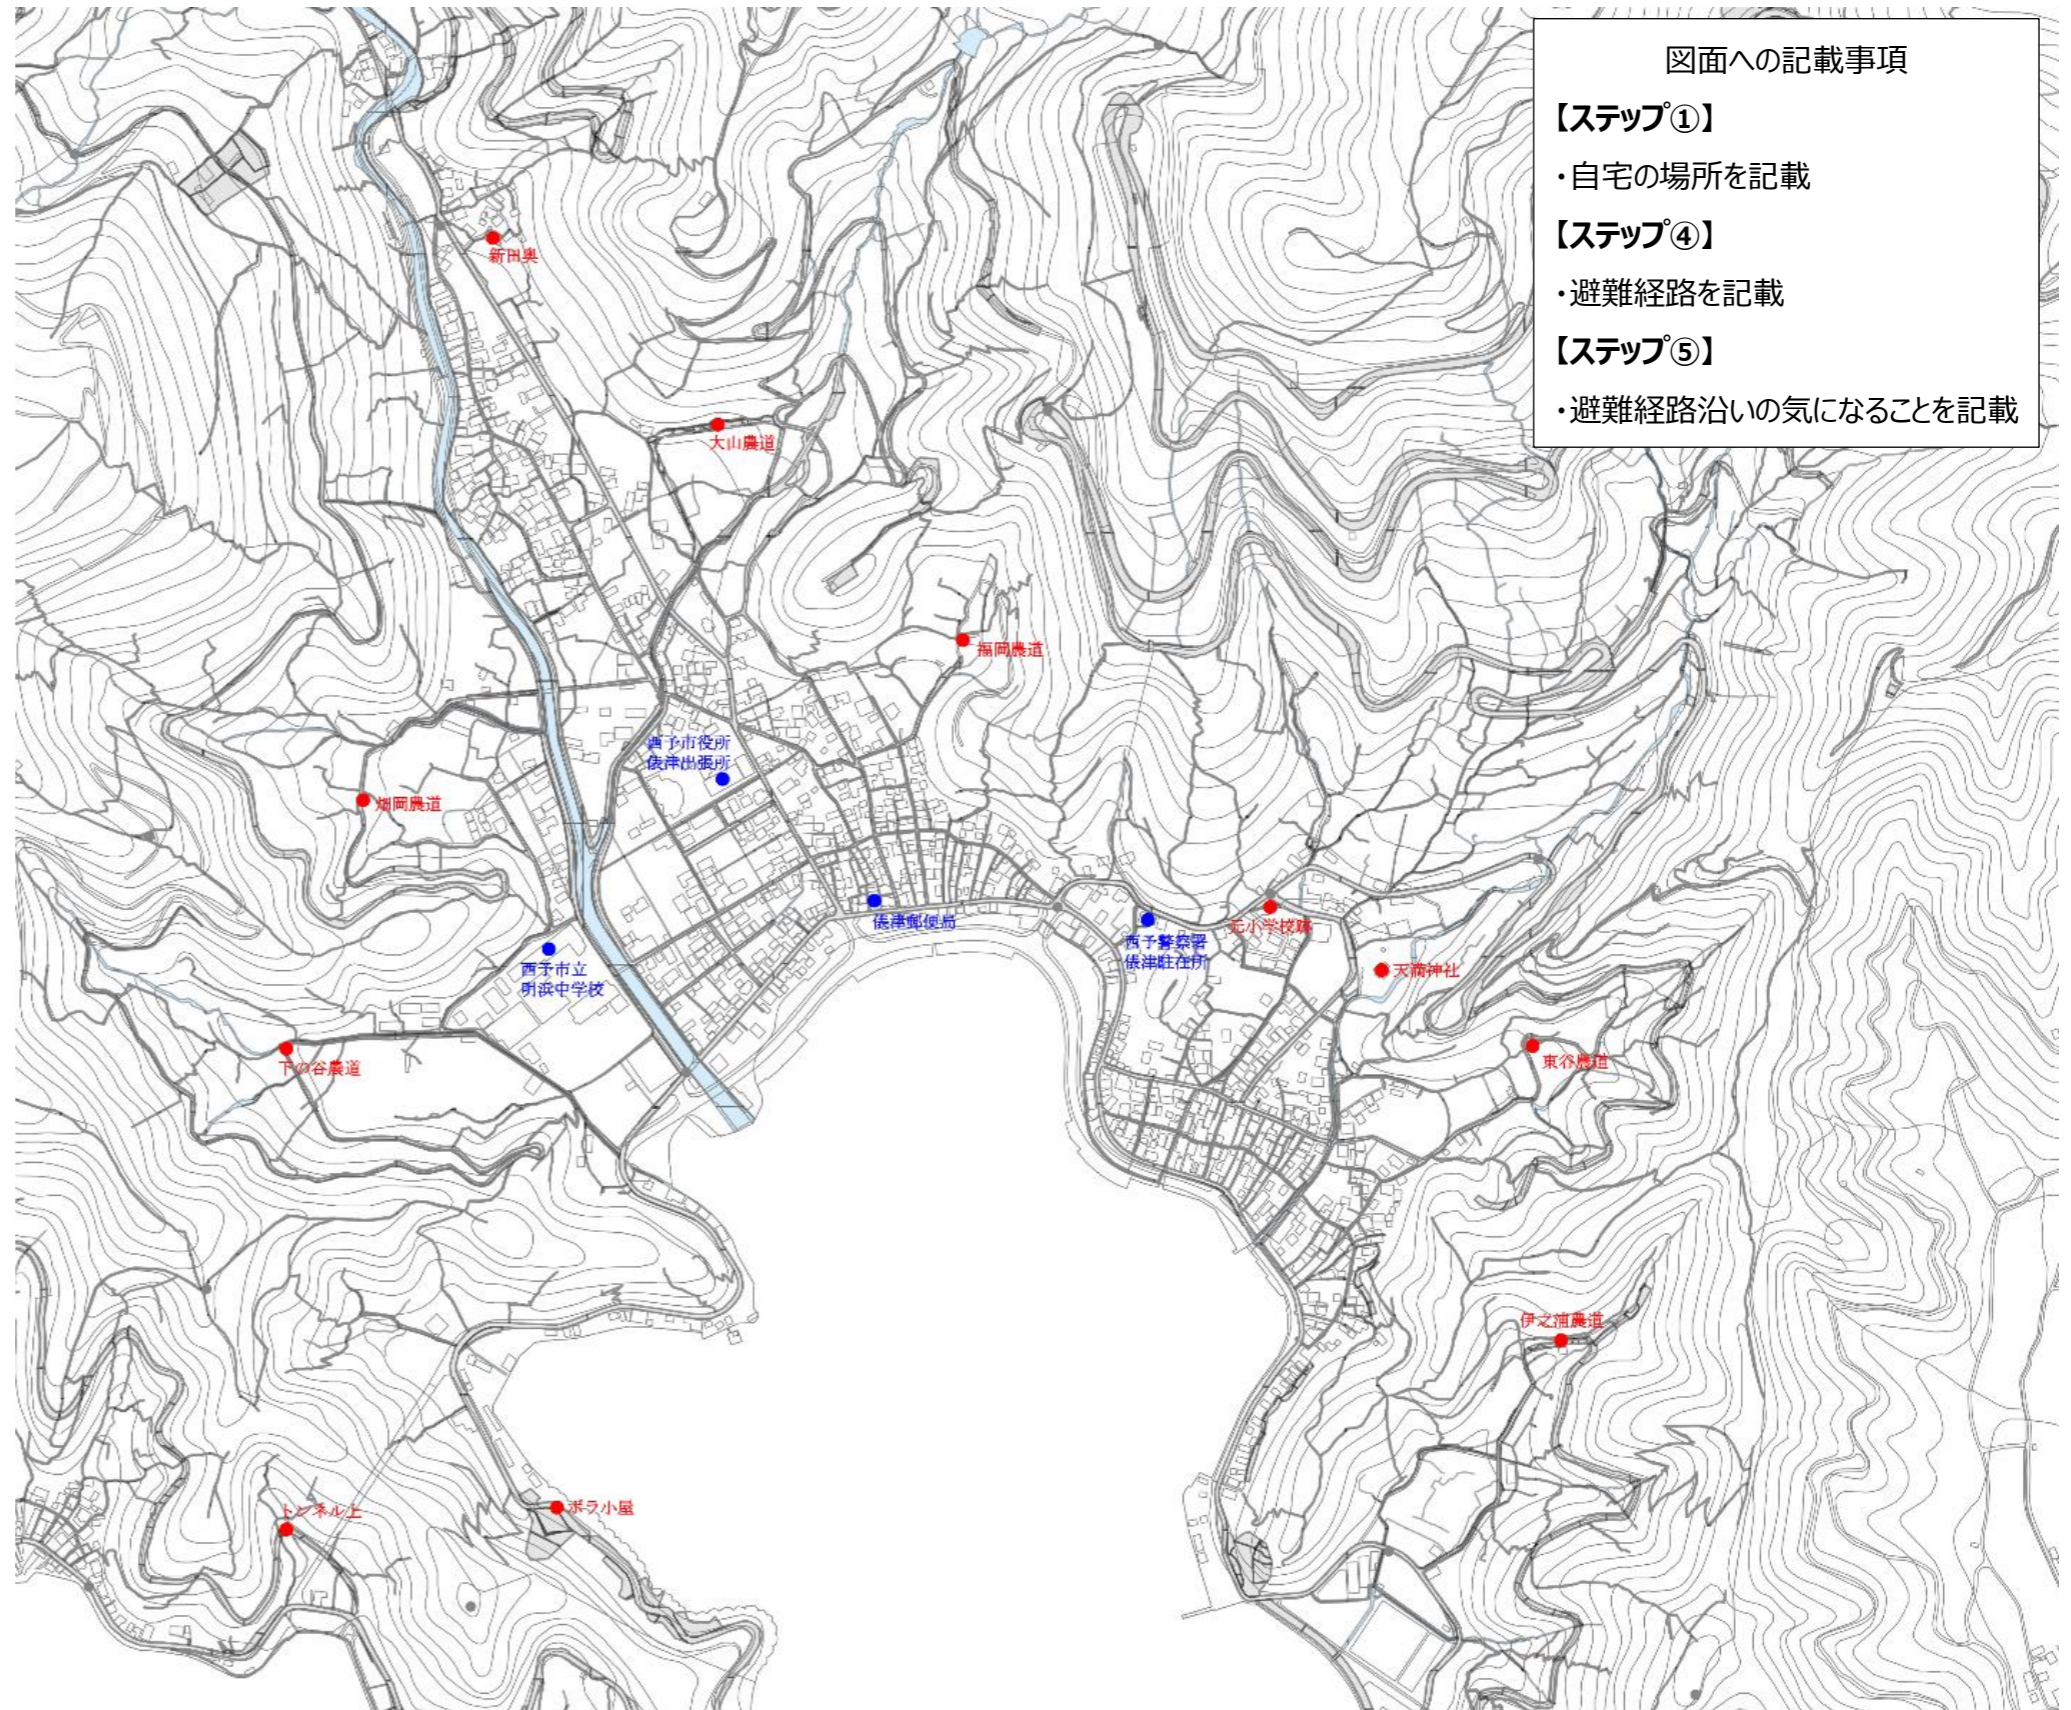 図面への記載事項
【ステップ①】
・自宅の場所を記載
【ステップ④】
・避難経路を記載
【ステップ⑤】
・避難経路沿いの気になることを記載
新田奥
大山農道
福岡農道
西予市役所
俵津出張所
畑岡農道
俵津郵便局
西予警察署
俵津駐在所
元小学校跡
西予市立
明浜中学校
天満神社
下の谷農道
東谷農道
伊之浦農道
トンネル上
ボラ小屋